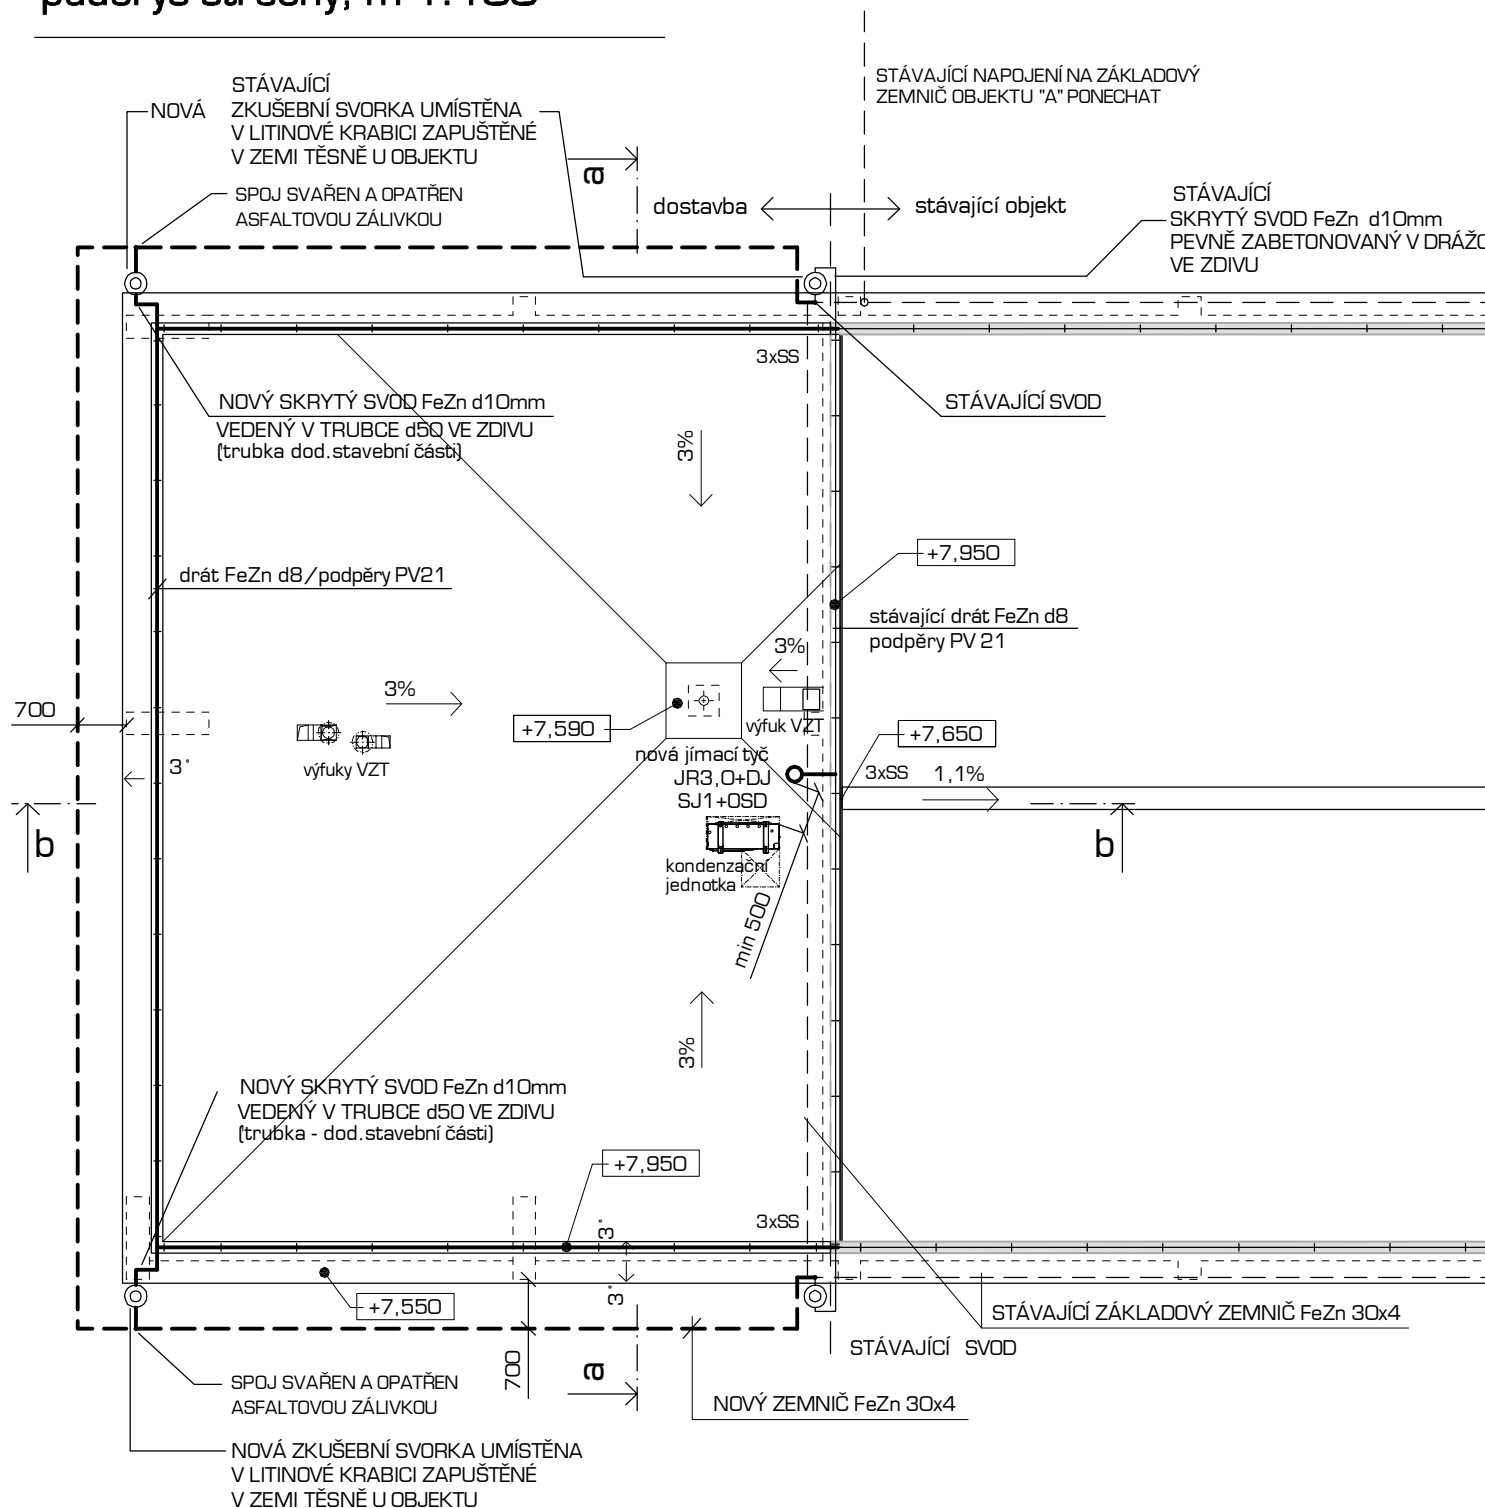 půdorys střechy, m 1:100
STÁVAJÍCÍ
NOVÁ
ZKUŠEBNÍ SVORKA UMÍSTĚNA
V LITINOVÉ KRABICI ZAPUŠTĚNÉ
V ZEMI TĚSNĚ U OBJEKTU
STÁVAJÍCÍ NAPOJENÍ NA ZÁKLADOVÝ
ZEMNIČ OBJEKTU "A" PONECHAT
SPOJ SVAŘEN A OPATŘEN
ASFALTOVOU ZÁLIVKOU
a
dostavba
stávající objekt
STÁVAJÍCÍ
SKRYTÝ SVOD FeZn d10mm
PEVNĚ ZABETONOVANÝ V DRÁŽC
VE ZDIVU
3xSS
NOVÝ SKRYTÝ SVOD FeZn d10mm
VEDENÝ V TRUBCE d50 VE ZDIVU
(trubka dod.stavební části)
STÁVAJÍCÍ SVOD
3%
+7,950
drát FeZn d8/podpěry PV21
stávající drát FeZn d8
podpěry PV 21
3%
3%
700
+7,590
výfuk VZT
+7,650
3°
výfuky VZT
nová jímací tyč
JR3,0+DJ
SJ1+OSD
3xSS
1,1%
b
b
kondenzační
jednotka
min 500
3%
NOVÝ SKRYTÝ SVOD FeZn d10mm
VEDENÝ V TRUBCE d50 VE ZDIVU
(trubka - dod.stavební části)
+7,950
3xSS
3°
3°
+7,550
STÁVAJÍCÍ ZÁKLADOVÝ ZEMNIČ FeZn 30x4
STÁVAJÍCÍ SVOD
700
a
SPOJ SVAŘEN A OPATŘEN
ASFALTOVOU ZÁLIVKOU
NOVÝ ZEMNIČ FeZn 30x4
NOVÁ ZKUŠEBNÍ SVORKA UMÍSTĚNA
V LITINOVÉ KRABICI ZAPUŠTĚNÉ
V ZEMI TĚSNĚ U OBJEKTU